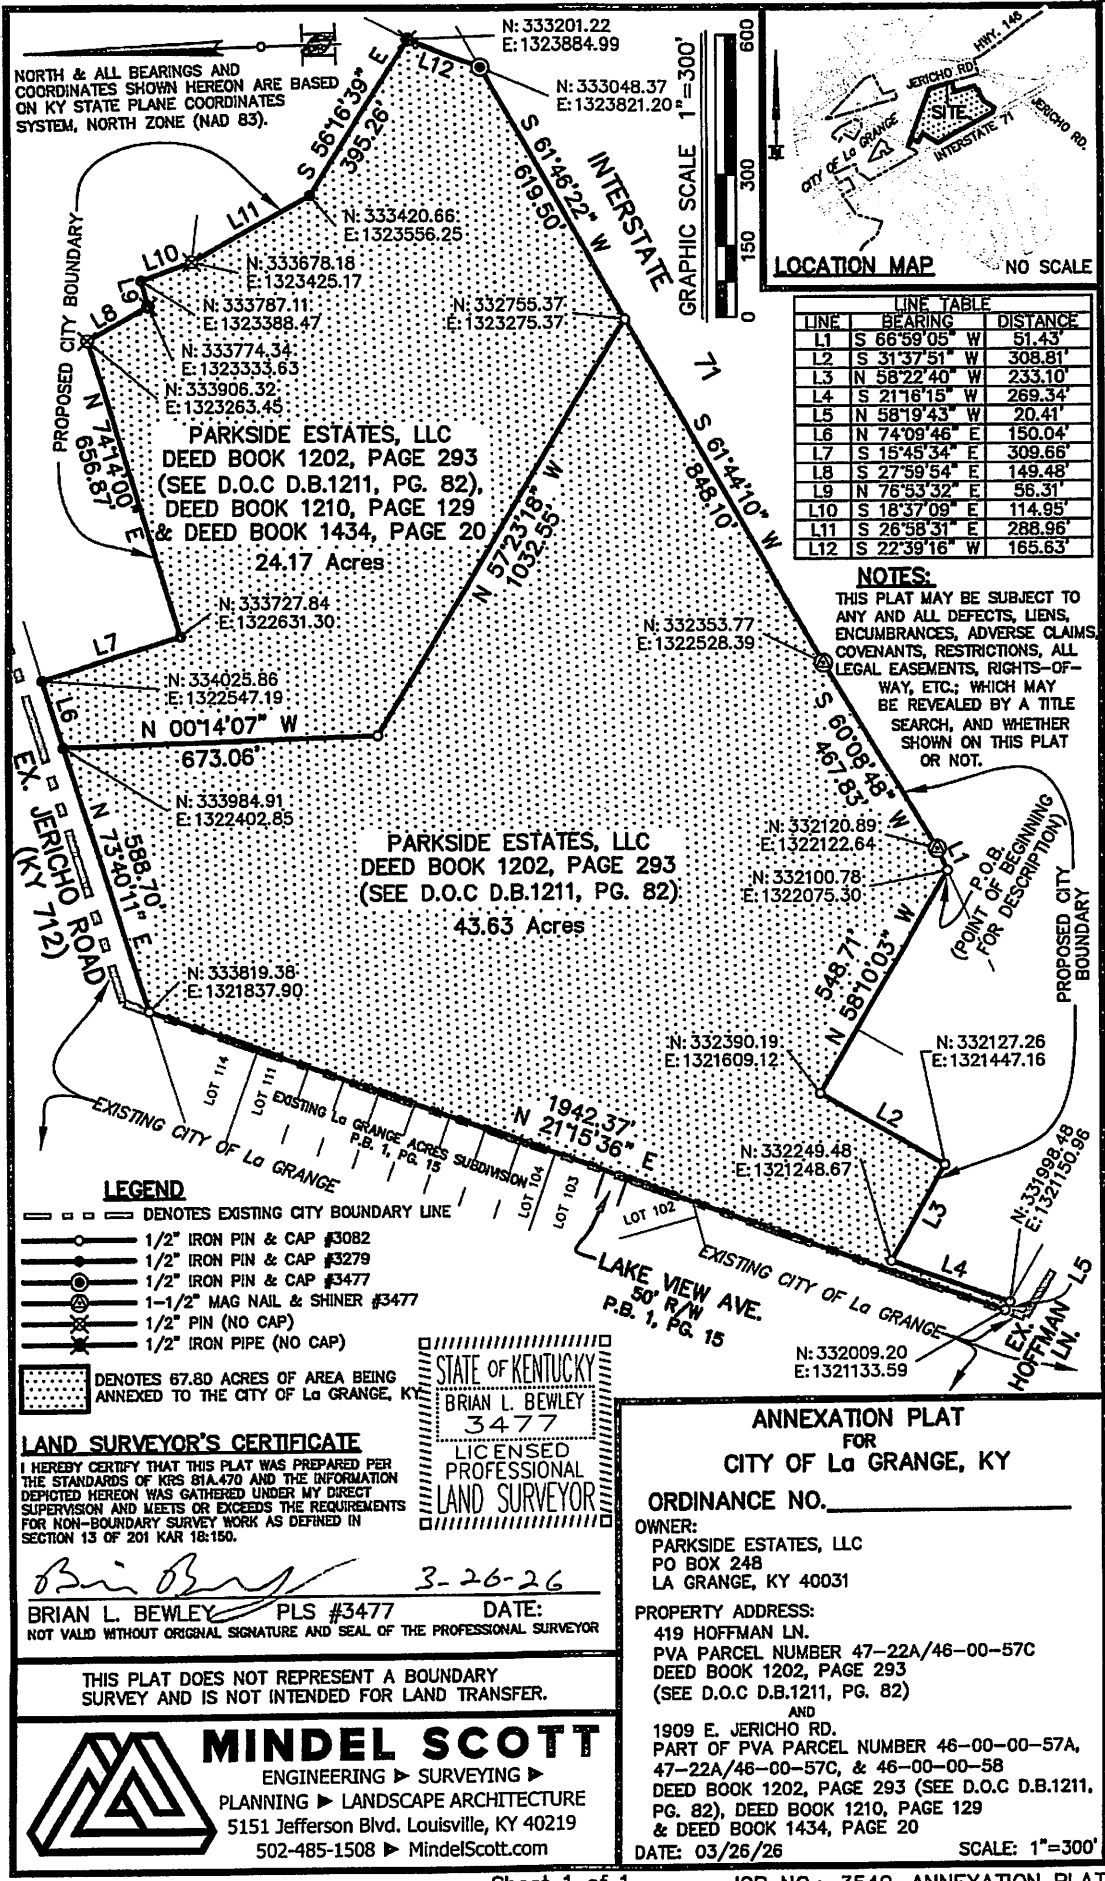 NORTH & ALL BEARINGS AND
COORDINATES SHOWN HEREON ARE BASED
ON KY STATE PLANE COORDINATES
SYSTEM, NORTH ZONE (NAD 83).
N: 333201.22
E: 1323884.99
L12
N: 333048.37
E: 1323821.20
S 56°16'39" E
395.26'
S 61°46'22" W
619.50'
INTERSTATE
71
GRAPHIC SCALE 1"=300'
0
150
300
600
HWY. 146
JERICHO RD
JERICHO RD.
SITE
INTERSTATE 71
CITY OF La GRANGE
N
LOCATION MAP
NO SCALE
PROPOSED CITY BOUNDARY
L11
N: 333420.66
E: 1323556.25
L10
N: 333678.18
E: 1323425.17
L9
L8
N: 333787.11
E: 1323388.47
N: 333774.34
E: 1323333.63
N: 333906.32
E: 1323263.45
N: 332755.37
E: 1323275.37
LINE TABLE
LINE BEARING DISTANCE
L1 S 66°59'05" W 51.43'
L2 S 31°37'51" W 308.81'
L3 N 58°22'40" W 233.10'
L4 S 21°16'15" W 269.34'
L5 N 58°19'43" W 20.41'
L6 N 74°09'46" E 150.04'
L7 S 15°45'34" E 309.66'
L8 S 27°59'54" E 149.48'
L9 N 76°53'32" E 56.31'
L10 S 18°37'09" E 114.95'
L11 S 26°58'31" E 288.96'
L12 S 22°39'16" W 165.63'
N 74°14'00" E
656.87'
PARKSIDE ESTATES, LLC
DEED BOOK 1202, PAGE 293
(SEE D.O.C D.B.1211, PG. 82),
DEED BOOK 1210, PAGE 129
& DEED BOOK 1434, PAGE 20
24.17 Acres
N 57°23'18" W
1032.55'
S 61°44'10" W
848.10'
NOTES:
THIS PLAT MAY BE SUBJECT TO
ANY AND ALL DEFECTS, LIENS,
ENCUMBRANCES, ADVERSE CLAIMS,
COVENANTS, RESTRICTIONS, ALL
LEGAL EASEMENTS, RIGHTS-OF-
WAY, ETC.; WHICH MAY
BE REVEALED BY A TITLE
SEARCH, AND WHETHER
SHOWN ON THIS PLAT
OR NOT.
N: 333727.84
E: 1322631.30
N: 332353.77
E: 1322528.39
L7
N: 334025.86
E: 1322547.19
L6
N 00°14'07" W
673.06'
S 60°08'48" W
467.83'
N: 333984.91
E: 1322402.85
EX. JERICHO ROAD
(KY 712)
588.70'
N 73°40'11" E
PARKSIDE ESTATES, LLC
DEED BOOK 1202, PAGE 293
(SEE D.O.C D.B.1211, PG. 82)
43.63 Acres
N: 332120.89
E: 1322122.64
L1
N: 332100.78
E: 1322075.30
P.O.B.
(POINT OF BEGINNING
FOR DESCRIPTION)
PROPOSED CITY
BOUNDARY
548.71'
N 58°10'03" W
N: 333819.38
E: 1321837.90
N: 332390.19
E: 1321609.12
N: 332127.26
E: 1321447.16
L2
LOT 114
LOT 111
EXISTING La GRANGE ACRES SUBDIVISION
P.B. 1, PG. 15
EXISTING CITY OF La GRANGE
1942.37'
N 21°15'36" E
N: 332249.48
E: 1321248.67
L3
N: 331998.48
E: 1321150.96
LOT 104
LOT 103
LOT 102
L4
L5
LAKE VIEW AVE.
50' R/W
P.B. 1, PG. 15
EXISTING CITY OF La GRANGE
EX.
HOFFMAN
LN.
N: 332009.20
E: 1321133.59
LEGEND
DENOTES EXISTING CITY BOUNDARY LINE
1/2" IRON PIN & CAP #3082
1/2" IRON PIN & CAP #3279
1/2" IRON PIN & CAP #3477
1-1/2" MAG NAIL & SHINER #3477
1/2" PIN (NO CAP)
1/2" IRON PIPE (NO CAP)
DENOTES 67.80 ACRES OF AREA BEING
ANNEXED TO THE CITY OF La GRANGE, KY
STATE OF KENTUCKY
BRIAN L. BEWLEY
3477
LICENSED
PROFESSIONAL
LAND SURVEYOR
LAND SURVEYOR'S CERTIFICATE
I HEREBY CERTIFY THAT THIS PLAT WAS PREPARED PER
THE STANDARDS OF KRS 81A.470 AND THE INFORMATION
DEPICTED HEREON WAS GATHERED UNDER MY DIRECT
SUPERVISION AND MEETS OR EXCEEDS THE REQUIREMENTS
FOR NON-BOUNDARY SURVEY WORK AS DEFINED IN
SECTION 13 OF 201 KAR 18:150.
3-26-26
BRIAN L. BEWLEY PLS #3477 DATE:
NOT VALID WITHOUT ORIGINAL SIGNATURE AND SEAL OF THE PROFESSIONAL SURVEYOR
THIS PLAT DOES NOT REPRESENT A BOUNDARY
SURVEY AND IS NOT INTENDED FOR LAND TRANSFER.
MINDEL SCOTT
ENGINEERING ▶ SURVEYING ▶
PLANNING ▶ LANDSCAPE ARCHITECTURE
5151 Jefferson Blvd. Louisville, KY 40219
502-485-1508 ▶ MindelScott.com
ANNEXATION PLAT
FOR
CITY OF La GRANGE, KY
ORDINANCE NO.
OWNER:
PARKSIDE ESTATES, LLC
PO BOX 248
LA GRANGE, KY 40031
PROPERTY ADDRESS:
419 HOFFMAN LN.
PVA PARCEL NUMBER 47-22A/46-00-57C
DEED BOOK 1202, PAGE 293
(SEE D.O.C D.B.1211, PG. 82)
AND
1909 E. JERICHO RD.
PART OF PVA PARCEL NUMBER 46-00-00-57A,
47-22A/46-00-57C, & 46-00-00-58
DEED BOOK 1202, PAGE 293 (SEE D.O.C D.B.1211,
PG. 82), DEED BOOK 1210, PAGE 129
& DEED BOOK 1434, PAGE 20
DATE: 03/26/26 SCALE: 1"=300'
Sheet 1 of 1 JOB NO.: 3549 ANNEXATION PLAT